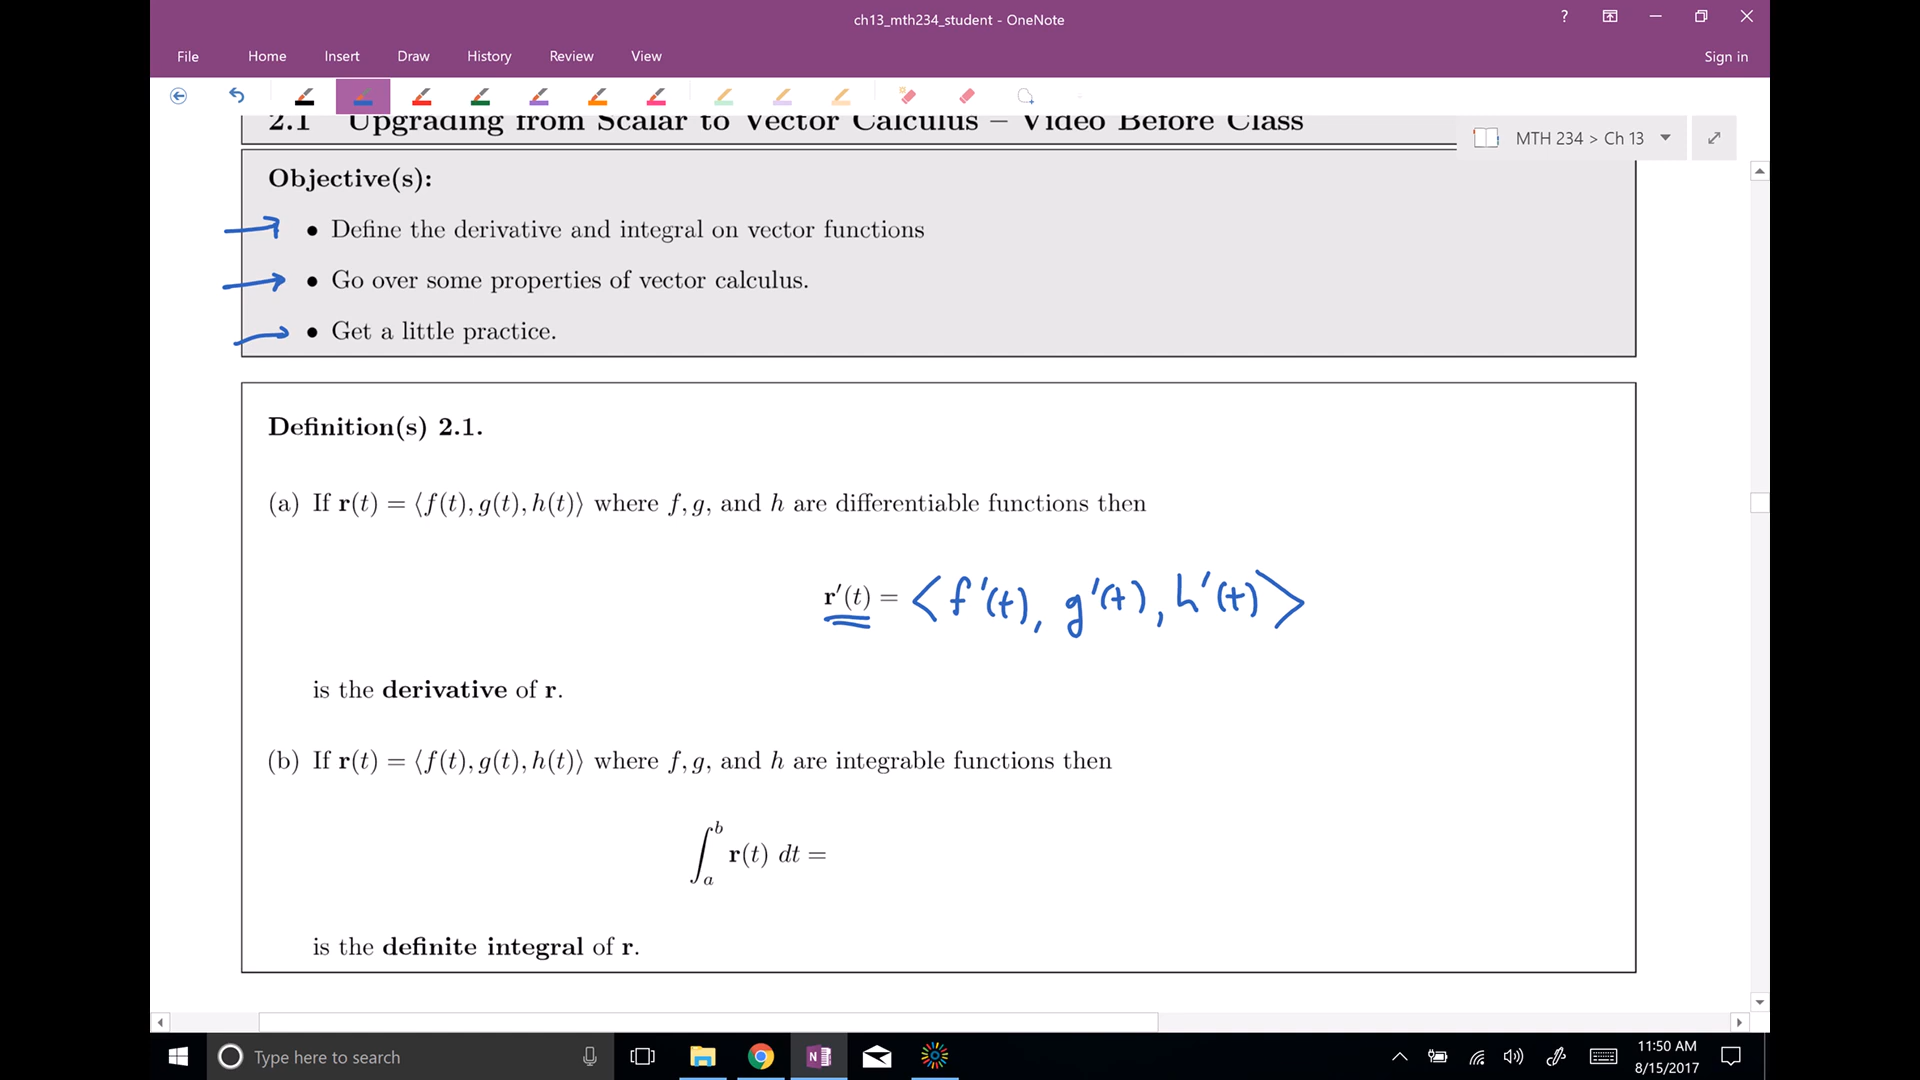 ch13_mth234_student - OneNote
?
File Home Insert Draw History Review View Sign in
2.1 Upgrading from Scalar to Vector Calculus – Video Before Class
MTH 234 > Ch 13
Objective(s):
• Define the derivative and integral on vector functions
• Go over some properties of vector calculus.
• Get a little practice.
Definition(s) 2.1.
(a) If r(t) = ⟨f(t), g(t), h(t)⟩ where f, g, and h are differentiable functions then
r′(t) = ⟨f′(t), g′(t), h′(t)⟩
is the derivative of r.
(b) If r(t) = ⟨f(t), g(t), h(t)⟩ where f, g, and h are integrable functions then
∫_a^b r(t) dt =
is the definite integral of r.
Type here to search
N
11:50 AM
8/15/2017